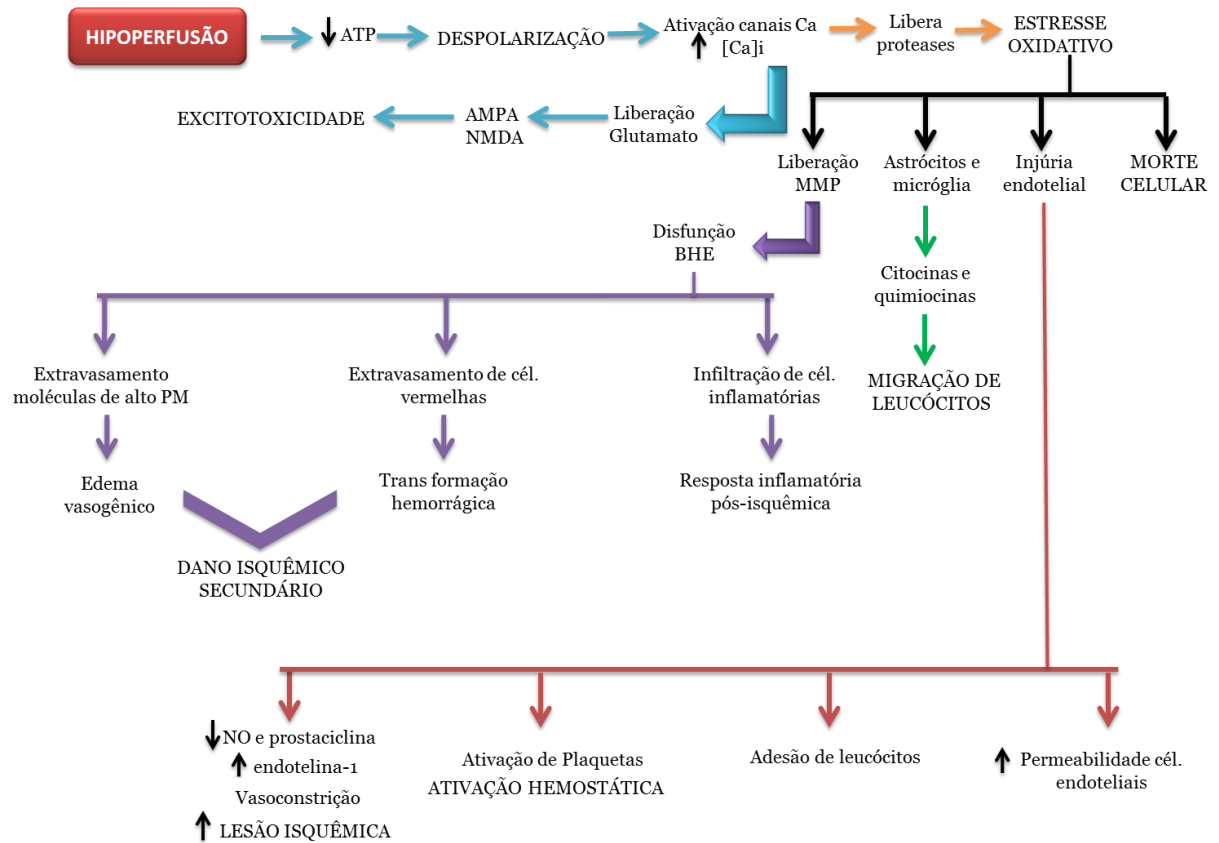 HIPOPERFUSÃO
ATP
DESPOLARIZAÇÃO
Ativação canais Ca
[Ca]i
Libera
proteases
ESTRESSE
OXIDATIVO
EXCITOTOXICIDADE
AMPA
NMDA
Liberação
Glutamato
Liberação
MMP
Astrócitos e
micróglia
Injúria
endotelial
MORTE
CELULAR
Disfunção
BHE
Citocinas e
quimiocinas
MIGRAÇÃO DE
LEUCÓCITOS
Extravasamento
moléculas de alto PM
Extravasamento de cél.
vermelhas
Infiltração de cél.
inflamatórias
Edema
vasogênico
Trans formação
hemorrágica
Resposta inflamatória
pós-isquêmica
DANO ISQUÊMICO
SECUNDÁRIO
NO e prostaciclina
endotelina-1
Vasoconstrição
LESÃO ISQUÊMICA
Ativação de Plaquetas
ATIVAÇÃO HEMOSTÁTICA
Adesão de leucócitos
Permeabilidade cél.
endoteliais